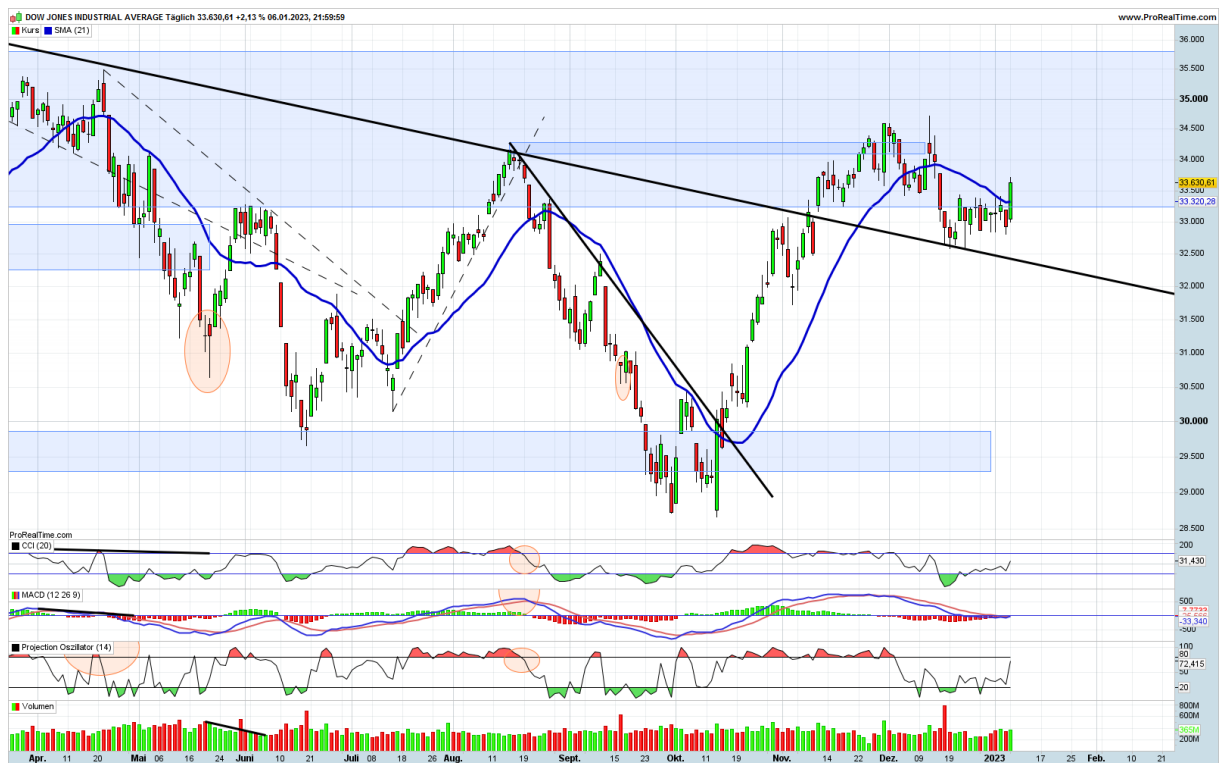 DOW JONES INDUSTRIAL AVERAGE Täglich 33.630,61 +2,13 % 06.01.2023, 21:59:59 www.ProRealTime.com
Kurs SMA (21)
36.000
35.500
35.000
34.500
34.000
33.630,61
33.500
33.320,28
33.000
32.500
32.000
31.500
31.000
30.500
30.000
29.500
29.000
28.500
ProRealTime.com
CCI (20)
200
31,430
MACD (12 26 9)
500
-7,7733
-33,340
-500
Projection Oszillator (14)
100
80
72,415
50
20
Volumen
800M
600M
365M
200M
Apr. 11 20 Mai 06 16 24 Juni 10 21 Juli 08 18 26 Aug. 11 23 Sept. 15 23 Okt. 11 19 Nov. 14 22 Dez. 09 19 2023 17 25 Feb. 10 21